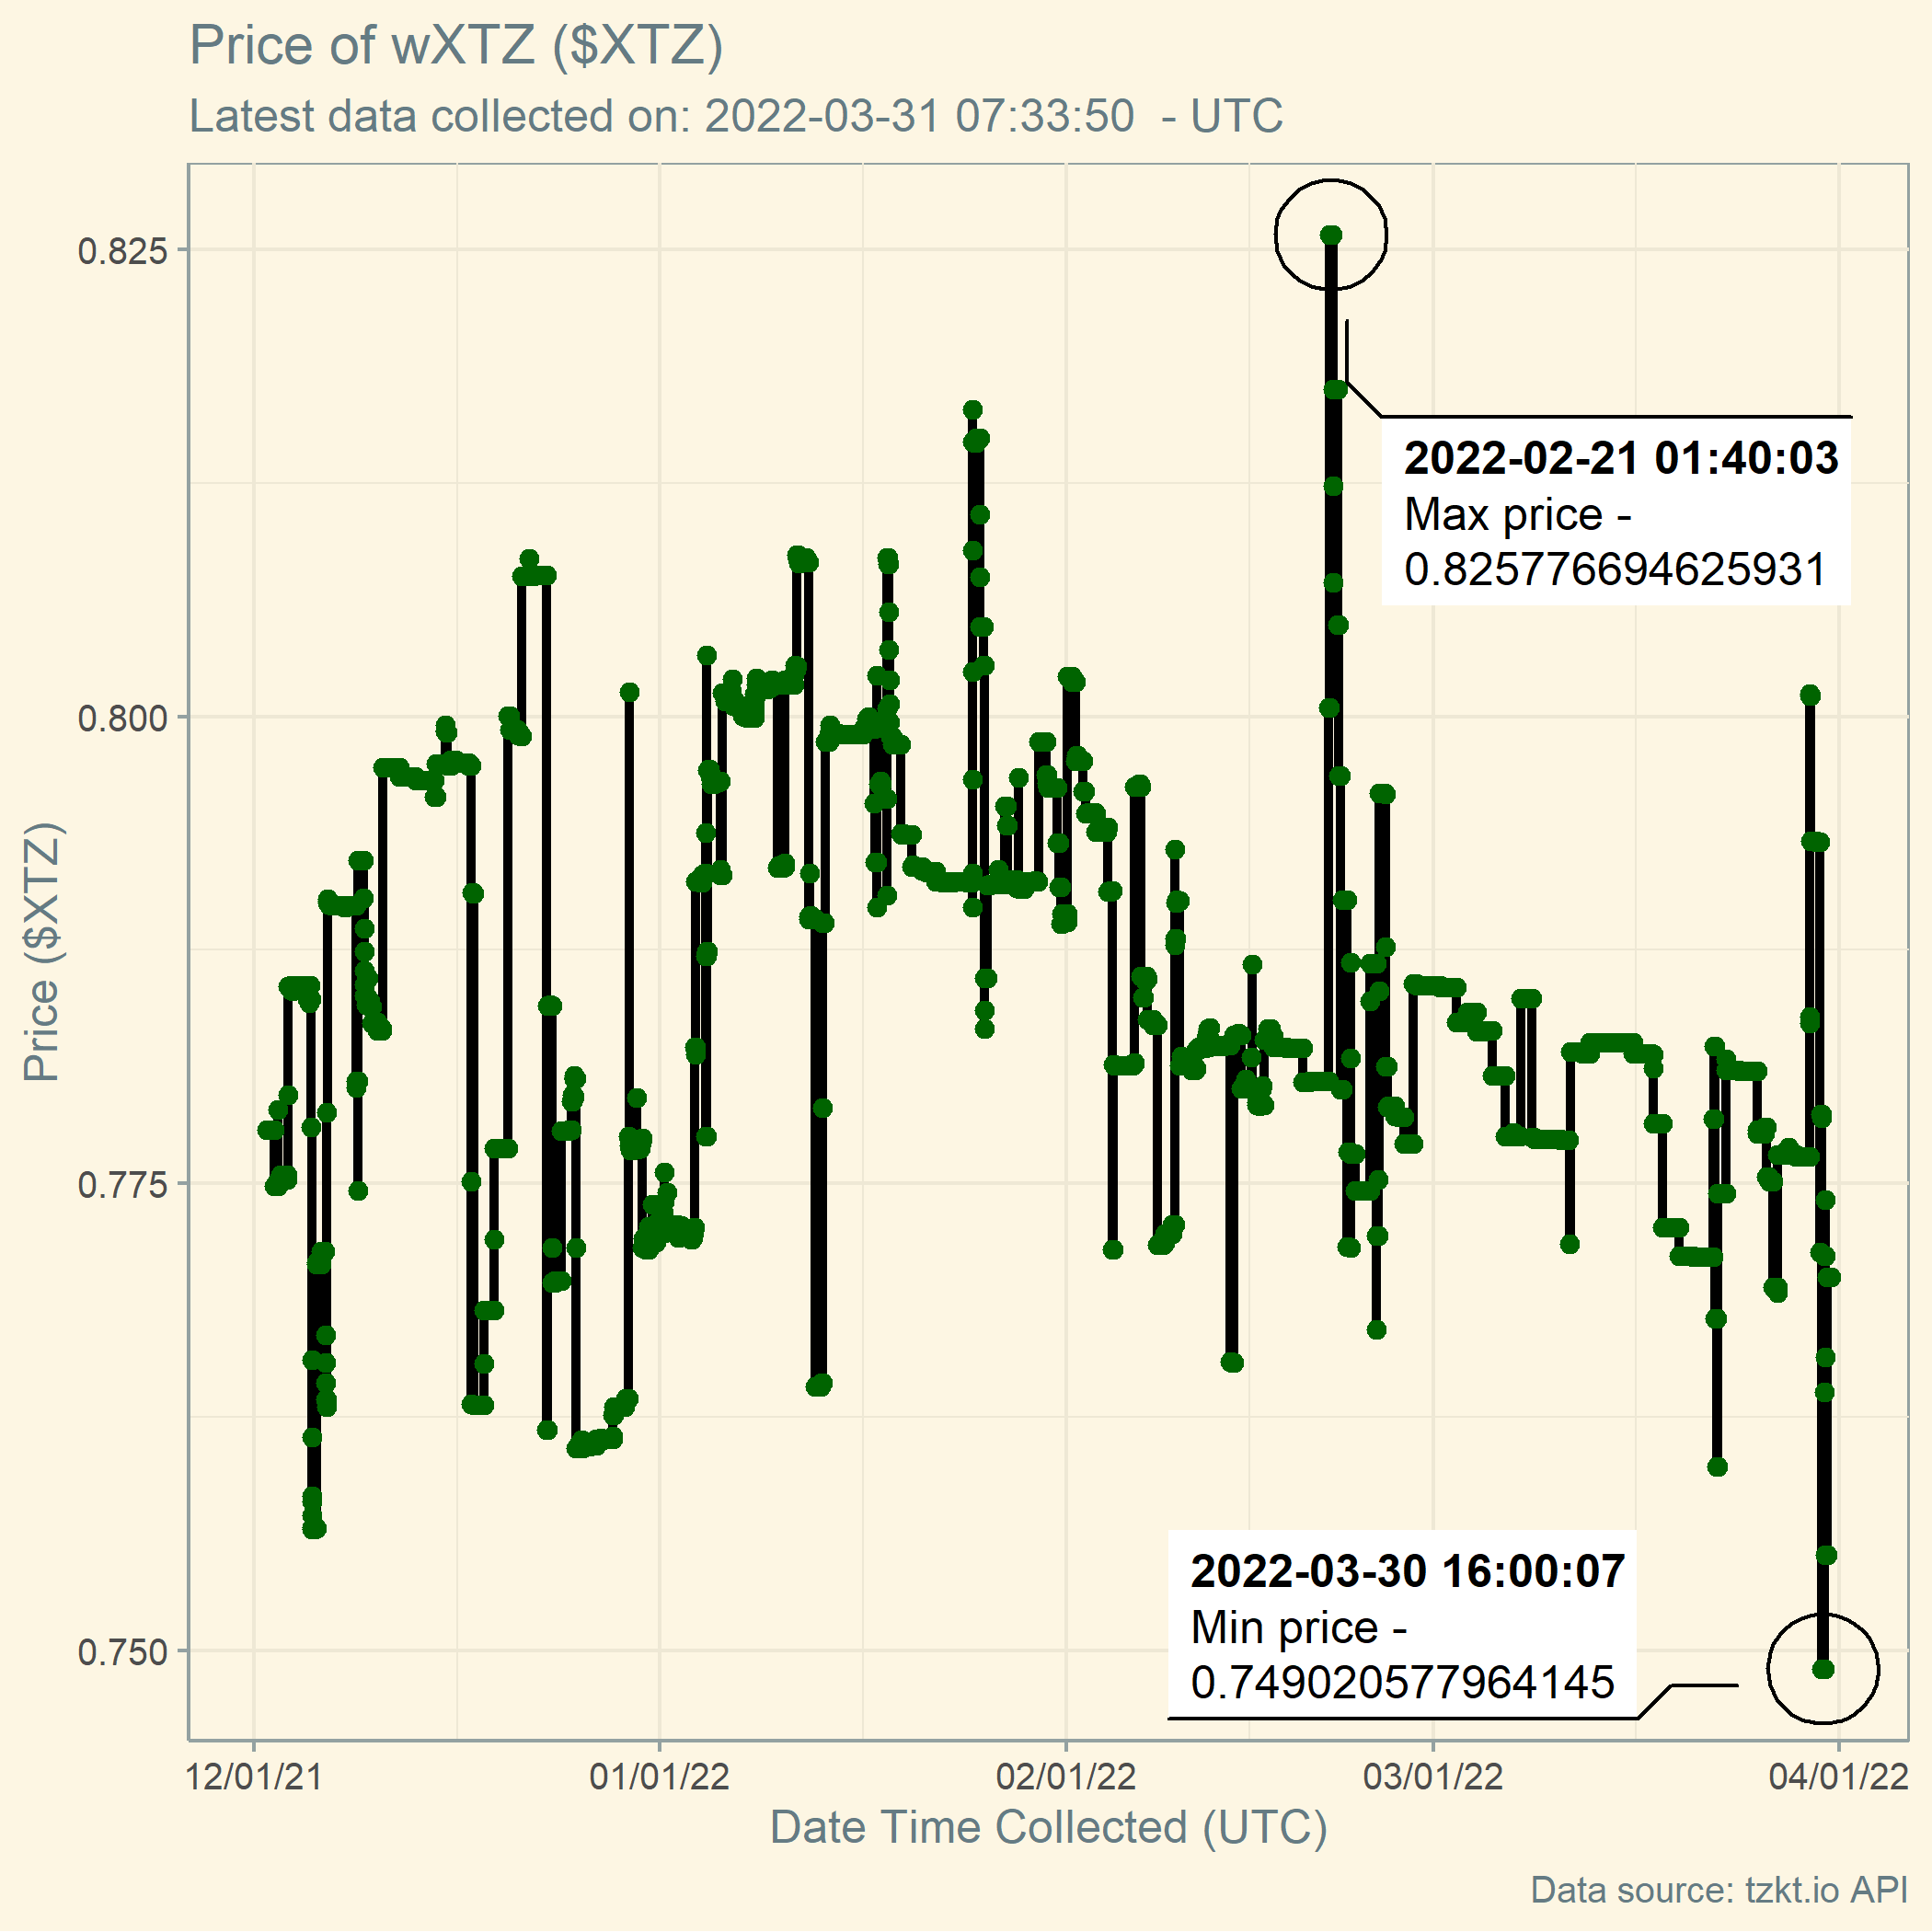 Price of wXTZ ($XTZ)
Latest data collected on: 2022-03-31 07:33:50  - UTC
0.825
0.800
0.775
0.750
Price ($XTZ)
2022-02-21 01:40:03
Max price -
0.825776694625931
2022-03-30 16:00:07
Min price -
0.749020577964145
12/01/21
01/01/22
02/01/22
03/01/22
04/01/22
Date Time Collected (UTC)
Data source: tzkt.io API